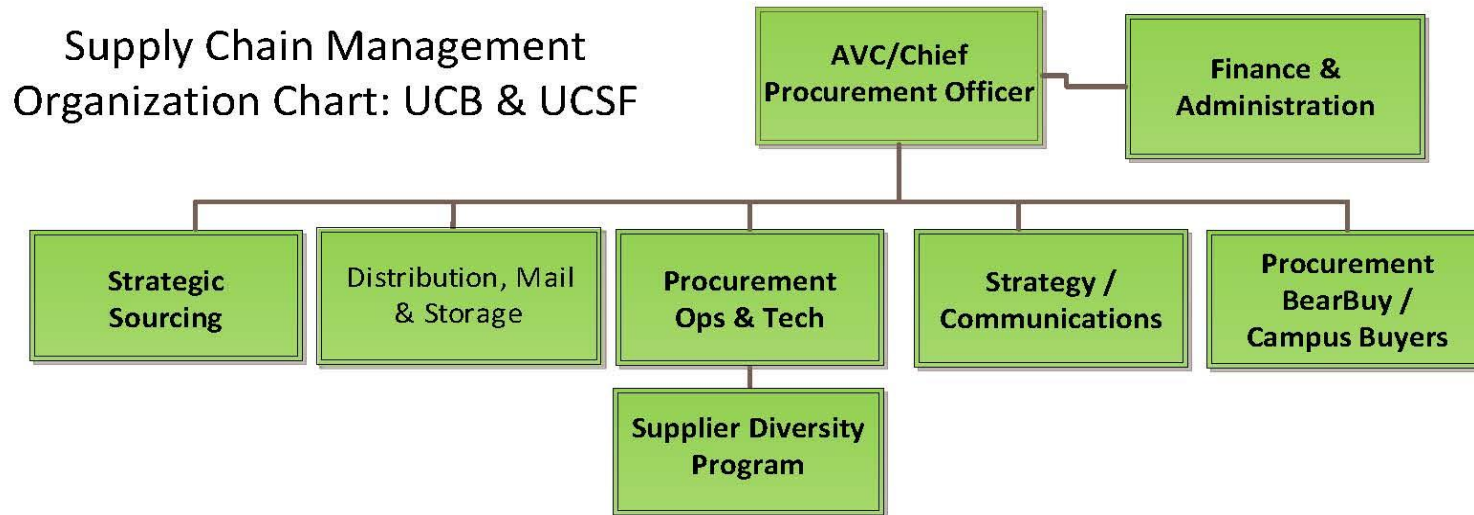 Supply Chain Management
Organization Chart: UCB & UCSF
AVC/Chief
Procurement Officer
Finance &
Administration
Strategic
Sourcing
Distribution, Mail
& Storage
Procurement
Ops & Tech
Strategy /
Communications
Procurement
BearBuy /
Campus Buyers
Supplier Diversity
Program